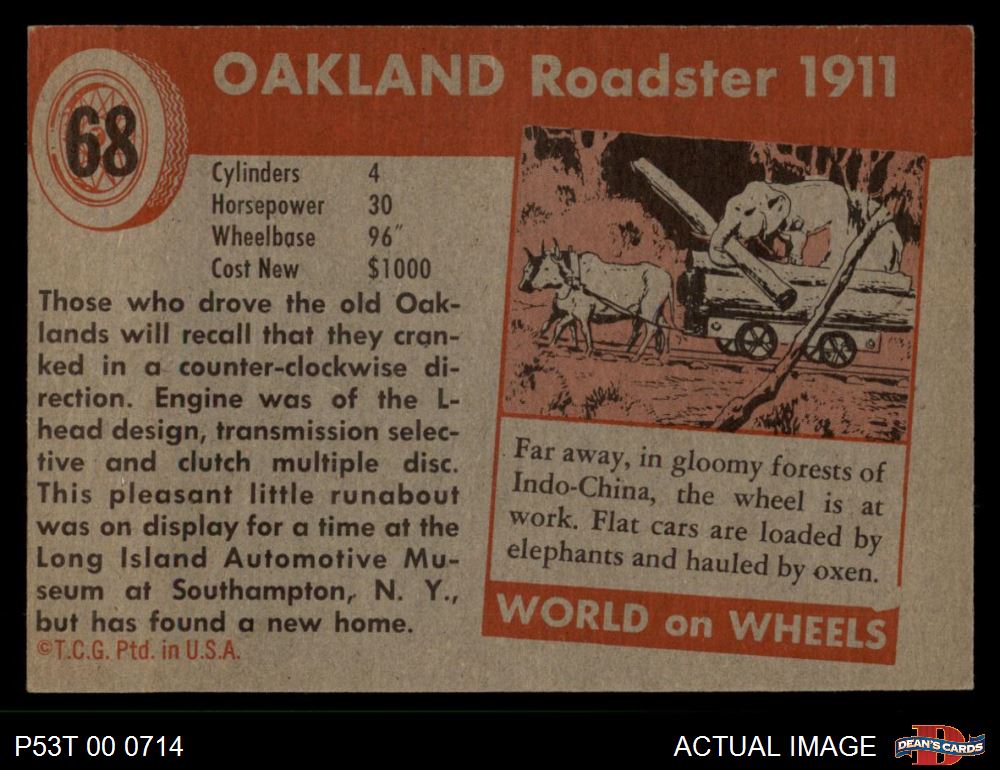 68
OAKLAND Roadster 1911
Cylinders 4
Horsepower 30
Wheelbase 96"
Cost New $1000
Those who drove the old Oak-
lands will recall that they cran-
ked in a counter-clockwise di-
rection. Engine was of the L-
head design, transmission selec-
tive and clutch multiple disc.
This pleasant little runabout
was on display for a time at the
Long Island Automotive Mu-
seum at Southampton, N. Y.,
but has found a new home.
©T.C.G. Ptd. in U.S.A.
Far away, in gloomy forests of
Indo-China, the wheel is at
work. Flat cars are loaded by
elephants and hauled by oxen.
WORLD on WHEELS
P53T 00 0714
ACTUAL IMAGE
D
DEAN'S CARDS